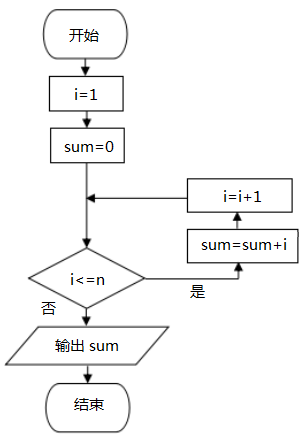 开始
i=1
sum=0
i=i+1
sum=sum+i
i<=n
是
否
输出 sum
结束